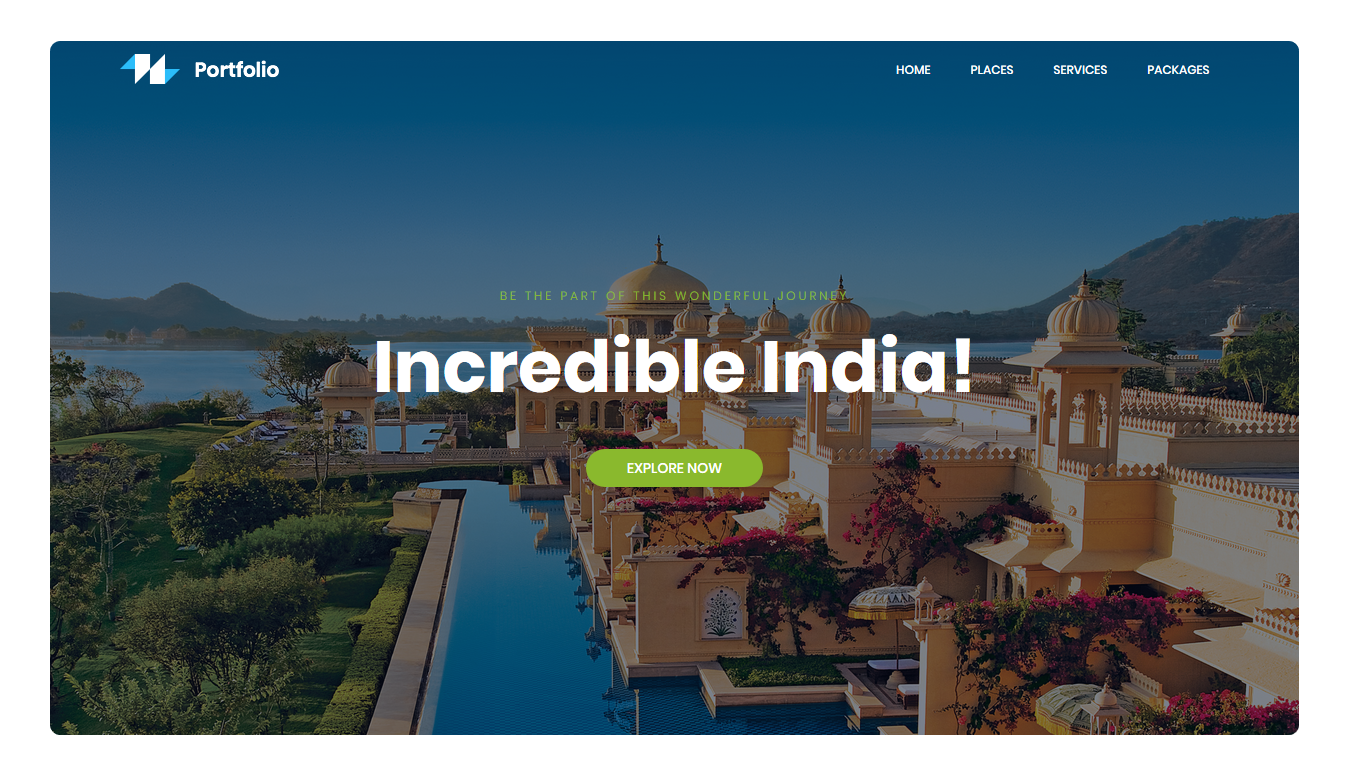 Portfolio
HOME PLACES SERVICES PACKAGES
BE THE PART OF THIS WONDERFUL JOURNEY
Incredible India!
EXPLORE NOW